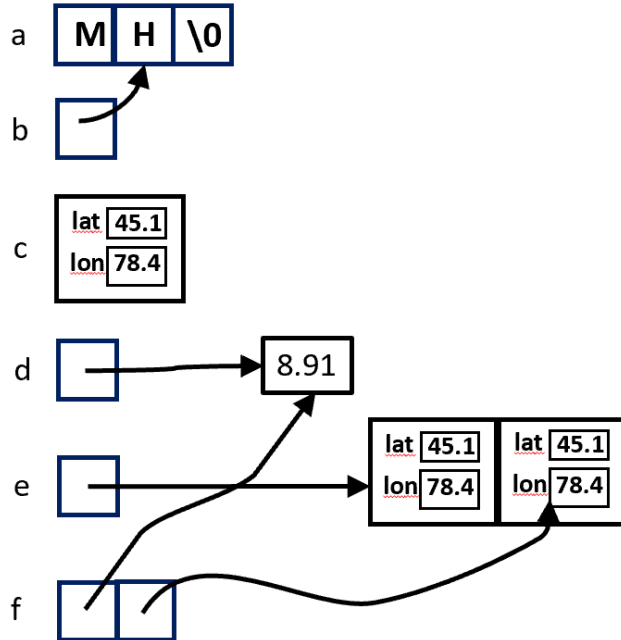 a M H \0
b
lat 45.1
c
lon 78.4
d 8.91
lat 45.1 lat 45.1
e lon 78.4 lon 78.4
f